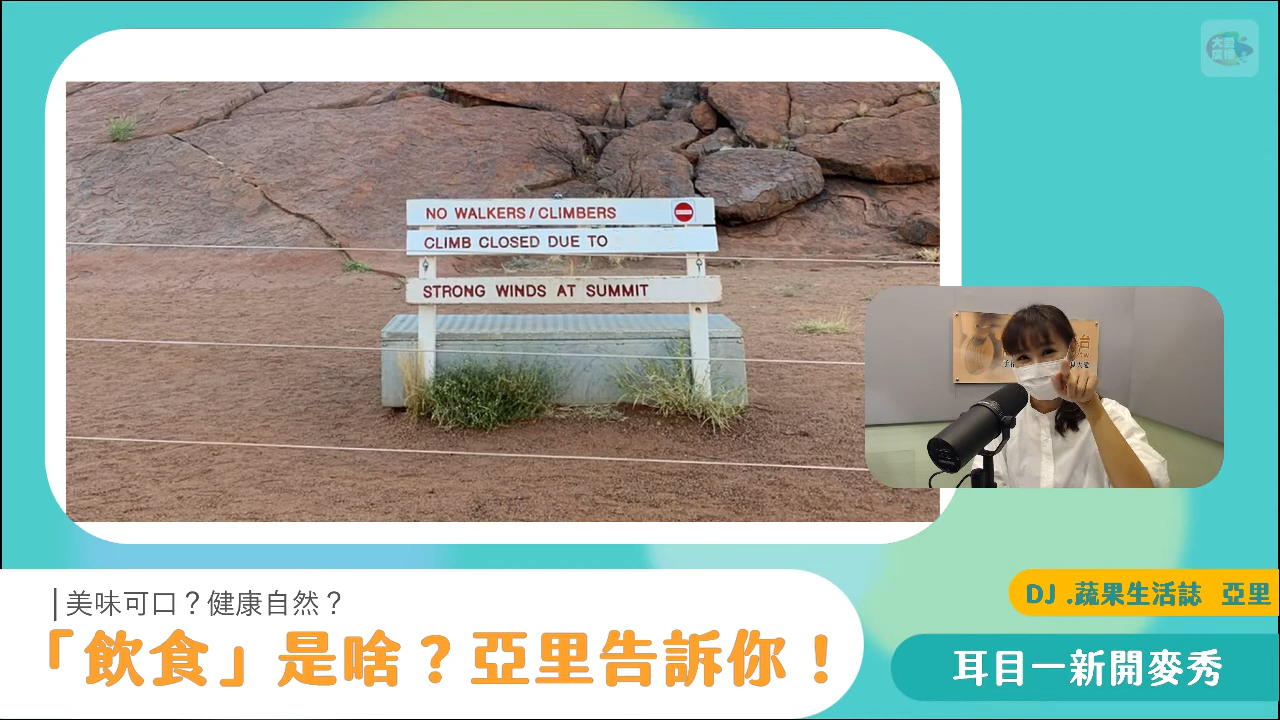 NO WALKERS / CLIMBERS
CLIMB CLOSED DUE TO
STRONG WINDS AT SUMMIT
美味可口？健康自然？
「飲食」是啥？亞里告訴你！
DJ .蔬果生活誌 亞里
耳目一新開麥秀